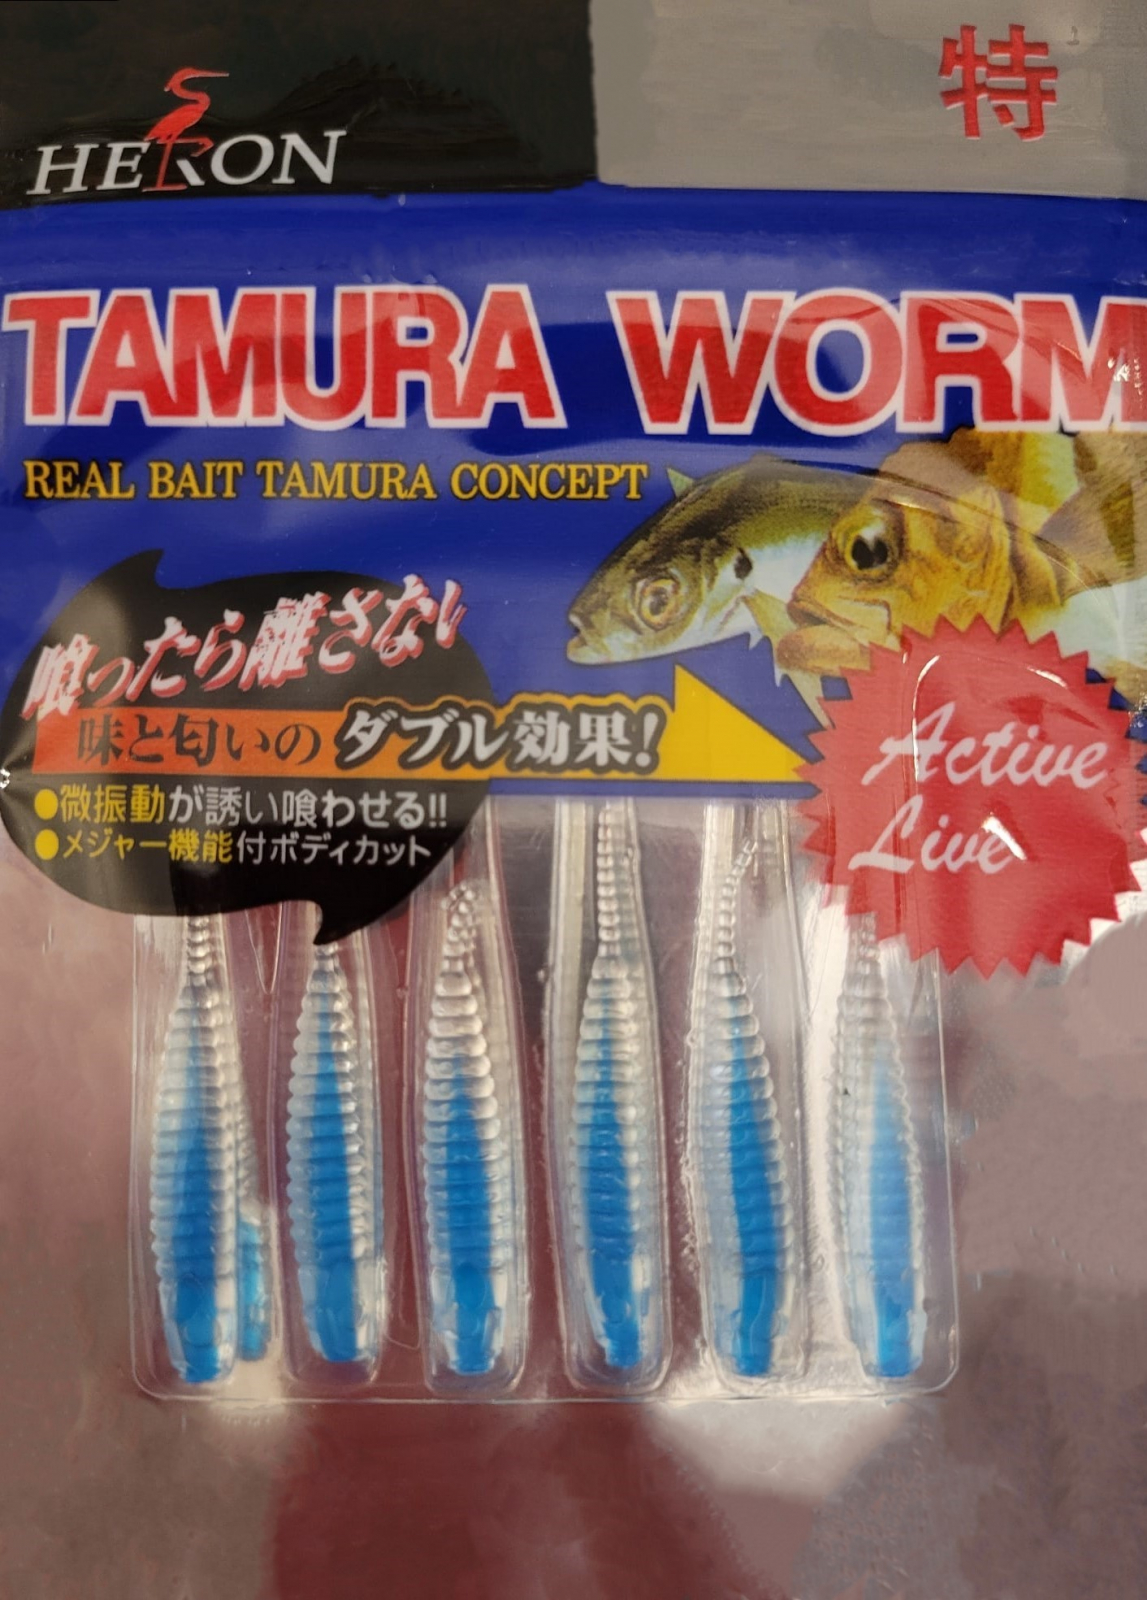 HERON
特
TAMURA WORM
REAL BAIT TAMURA CONCEPT
喰ったら離さない
味と匂いのダブル効果!
Active
Live
●微振動が誘い喰わせる!!
●メジャー機能付ボディカット